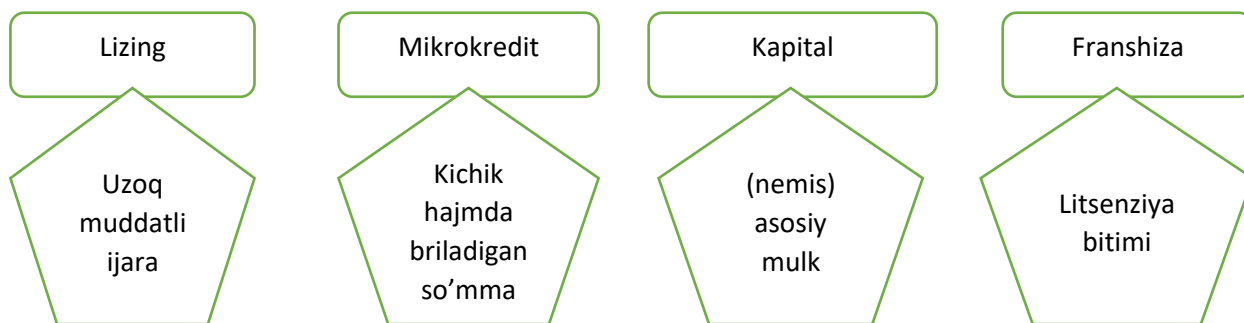 Lizing
Mikrokredit
Kapital
Franshiza
Uzoq
muddatli
ijara
Kichik
hajmda
briladigan
so’mma
(nemis)
asosiy
mulk
Litsenziya
bitimi